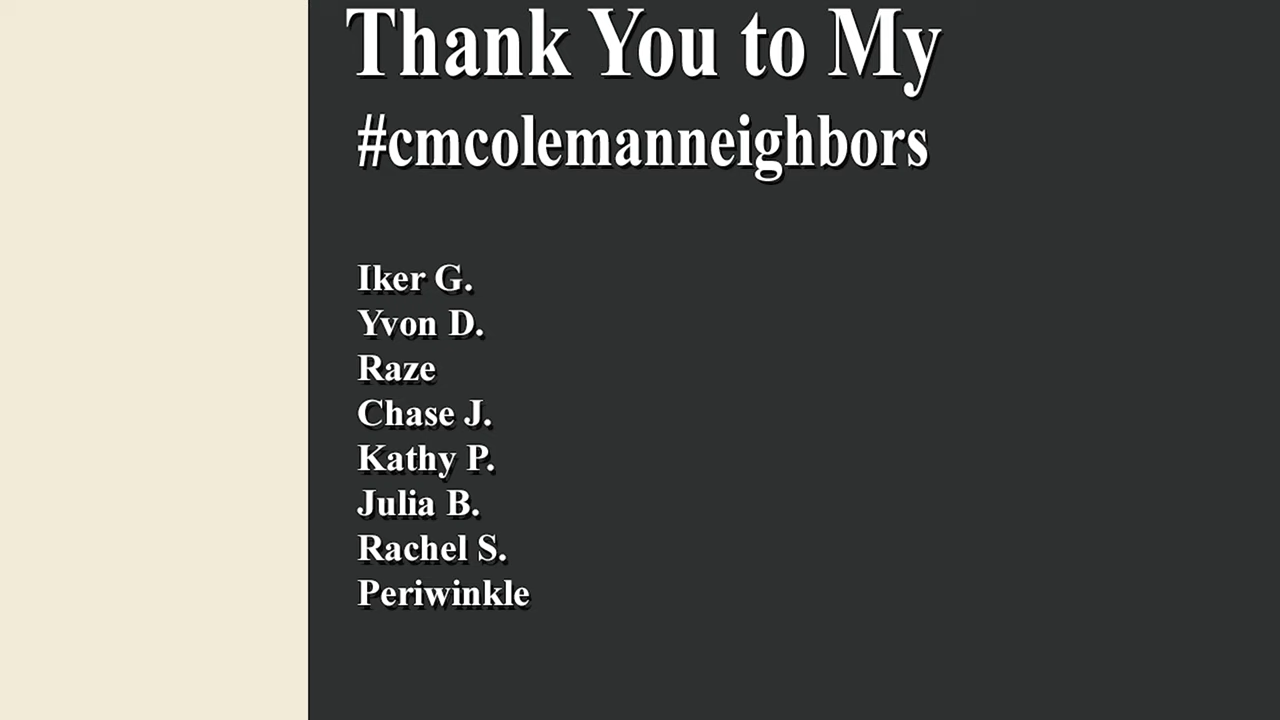 Thank You to My
#cmcolemanneighbors
Iker G.
Yvon D.
Raze
Chase J.
Kathy P.
Julia B.
Rachel S.
Periwinkle